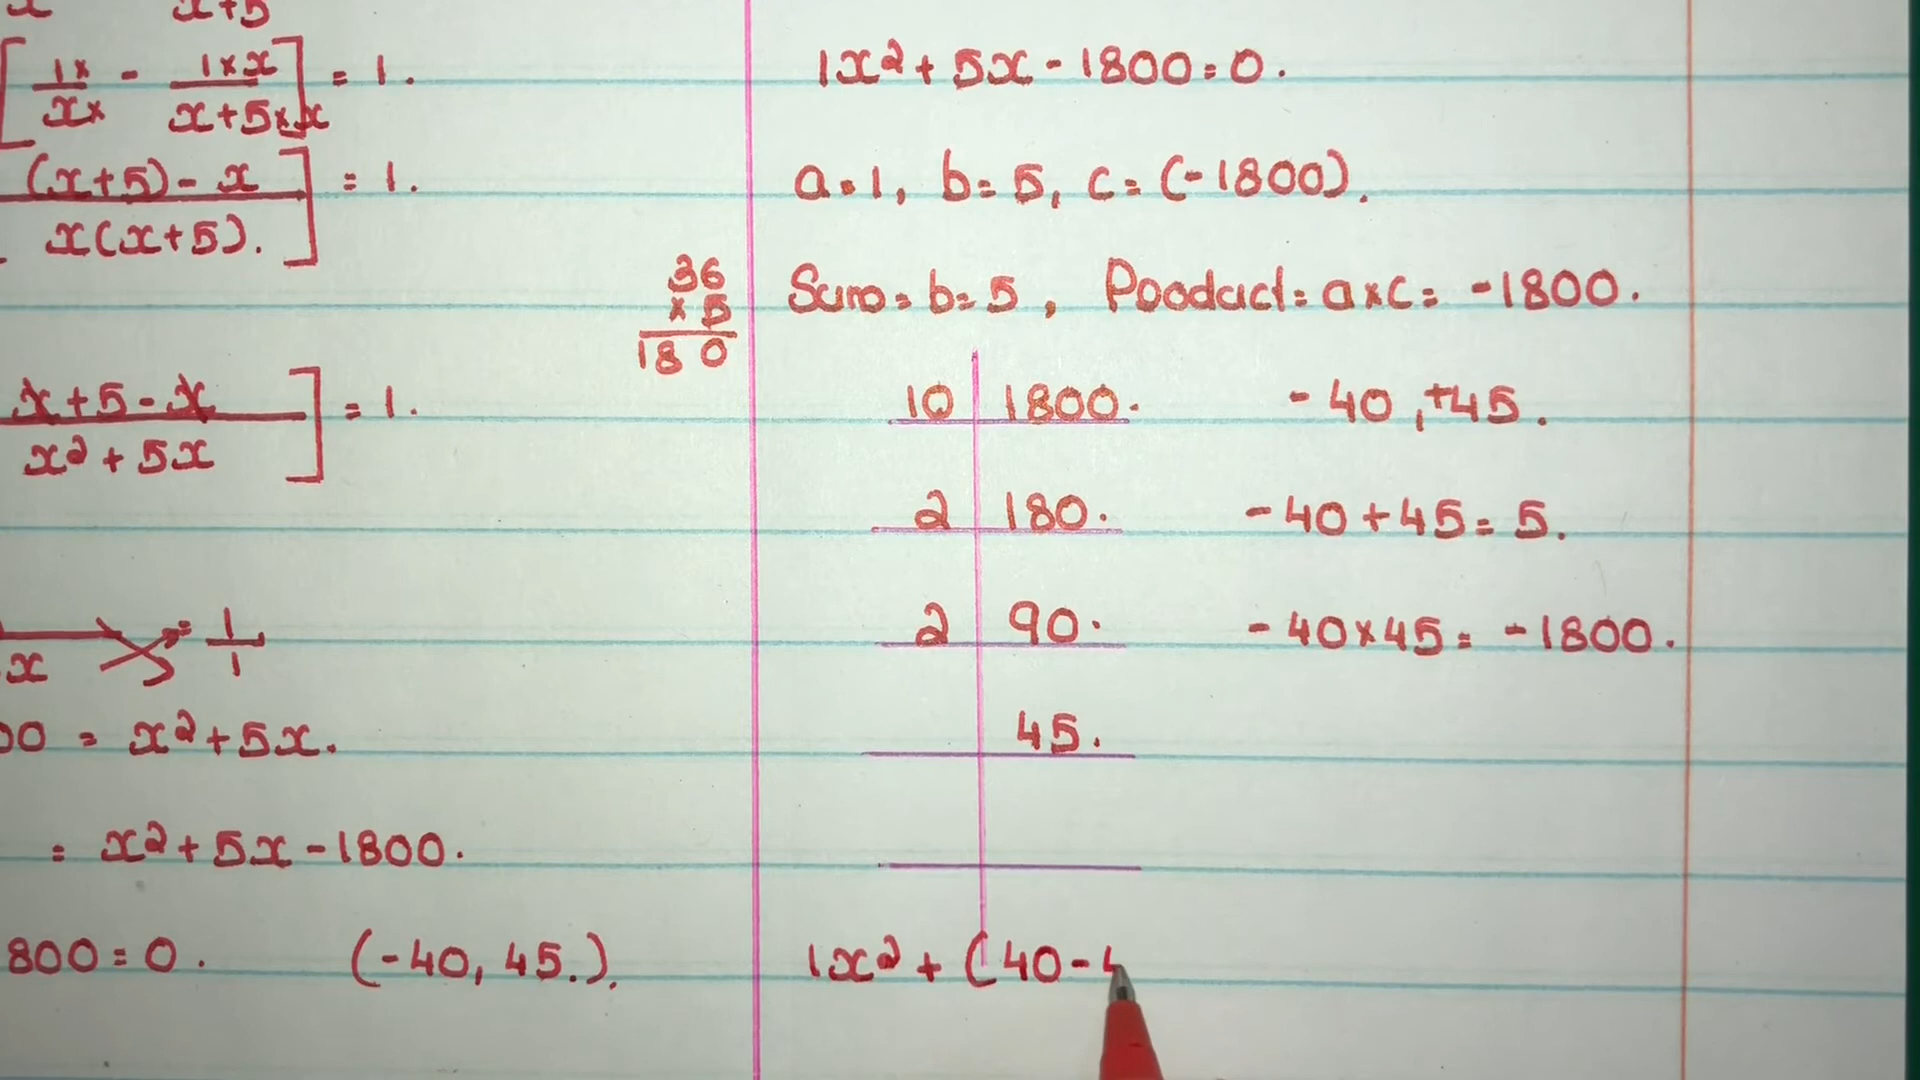 x x+5
[1×/x× - 1×x/x+5×x] = 1.
(x+5)-x/x(x+5).] = 1.
x+5-x/x²+5x] = 1.
x = 1/1
00 = x²+5x.
= x²+5x-1800.
800=0. (-40, 45.).
36
×5
180
1x²+5x-1800=0.
a=1, b=5, c=(-1800).
Sum=b=5, Product=a×c= -1800.
10 | 1800. -40, +45.
2 | 180. -40+45=5.
2 | 90. -40×45= -1800.
45.
1x²+(40-4